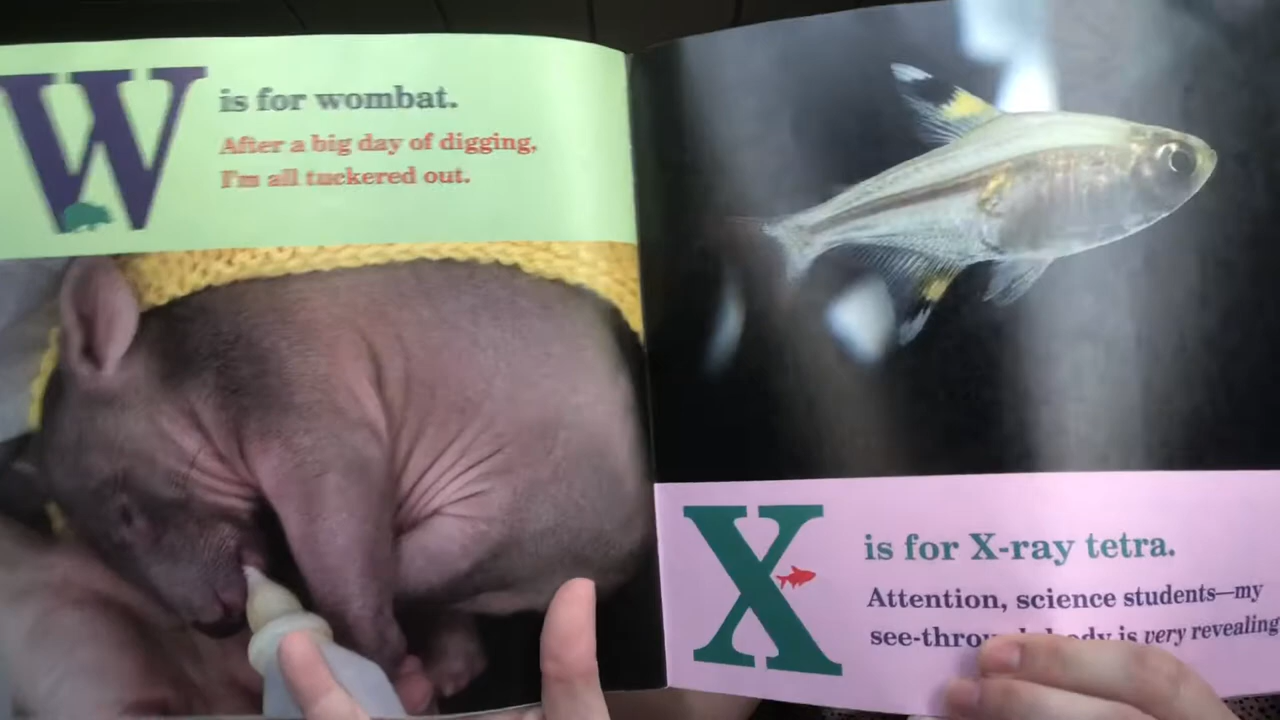 W is for wombat.
After a big day of digging,
I'm all tuckered out.
X is for X-ray tetra.
Attention, science students—my
is very revealing